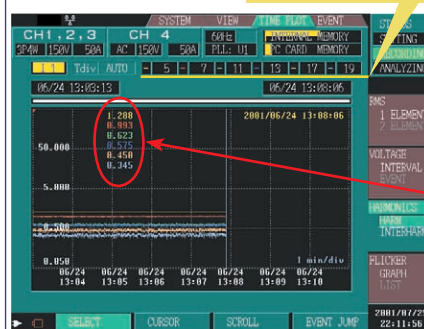 SYSTEM VIEW TIME PLOT EVENT
CH1,2,3 CH 4 60Hz INTERNAL MEMORY
3P4W 150V 50A AC 150V 50A PLL: U1 PC CARD MEMORY
I 1 Tdiv AUTO - 5 - 7 - 11 - 13 - 17 - 19
06/24 13:03:13 06/24 13:08:06
1.288 2001/06/24 13:08:06
0.993
0.623
0.575
0.450
0.345
50.000
5.000
0.500
0.050 1 min/div
06/24 06/24 06/24 06/24 06/24 06/24 06/24
13:04 13:05 13:06 13:07 13:08 13:09 13:10
SELECT CURSOR SCROLL EVENT JUMP
RECORDING
ANALYZING
RMS
1 ELEMENT
2 ELEMENT
VOLTAGE
INTERVAL
EVENT
HARMONICS
HARM
INTERHARM
FLICKER
GRAPH
LIST
22:11:56